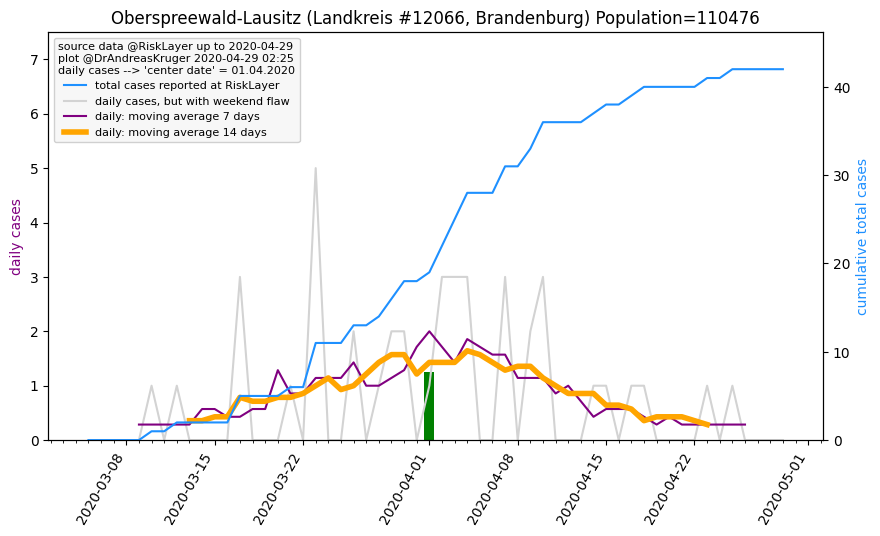 Oberspreewald-Lausitz (Landkreis #12066, Brandenburg) Population=110476
source data @RiskLayer up to 2020-04-29
plot @DrAndreasKruger 2020-04-29 02:25
daily cases --> 'center date' = 01.04.2020
total cases reported at RiskLayer
daily cases, but with weekend flaw
daily: moving average 7 days
daily: moving average 14 days
daily cases
7
6
5
4
3
2
1
0
cumulative total cases
40
30
20
10
0
2020-03-08
2020-03-15
2020-03-22
2020-04-01
2020-04-08
2020-04-15
2020-04-22
2020-05-01